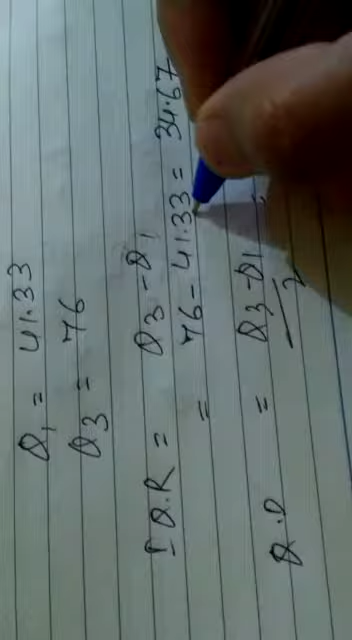 Q1 = 41.33
Q3 = 76
I Q.R = Q3 - Q1
= 76 - 41.33 = 34.67
Q.D = Q3-Q1
2